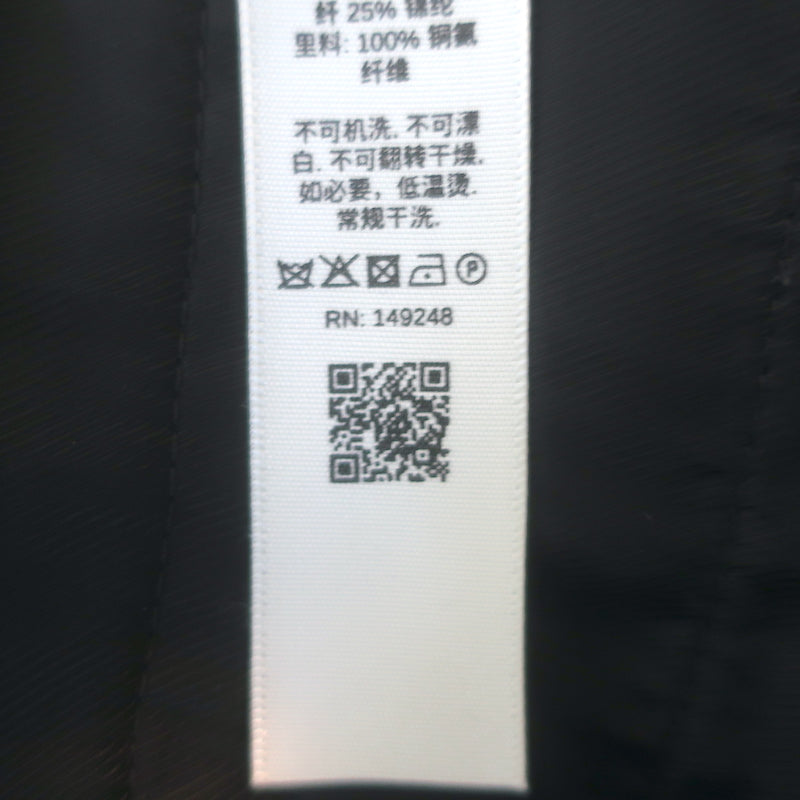 纤 25% 锦纶
里料: 100% 铜氨
纤维
不可机洗. 不可漂
白. 不可翻转干燥.
如必要，低温烫.
常规干洗.
P
RN: 149248